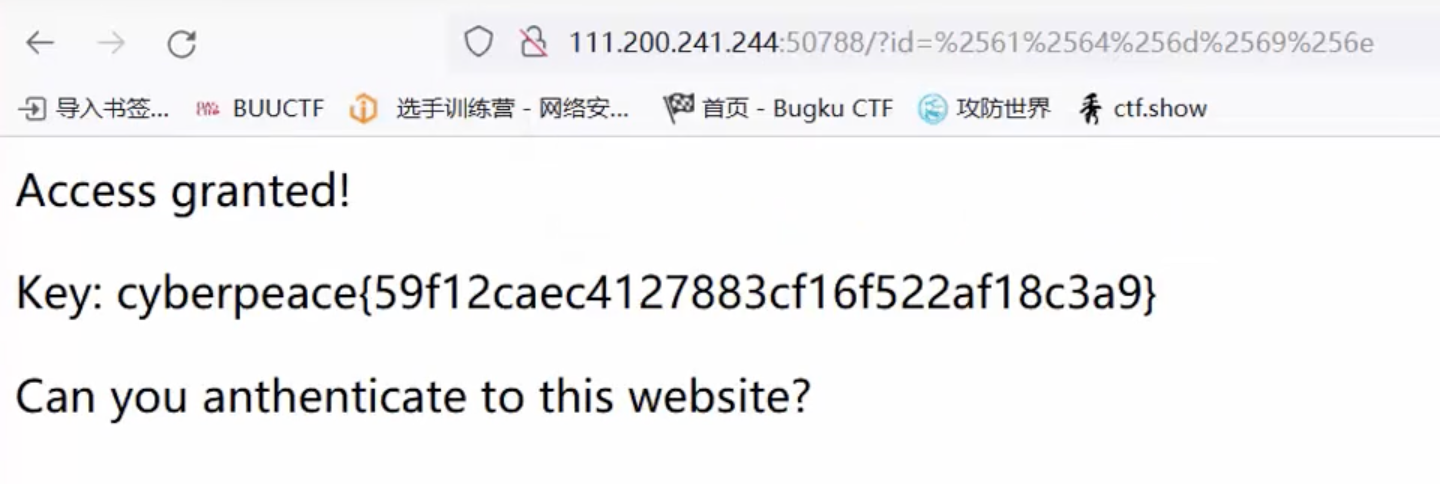 111.200.241.244:50788/?id=%2561%2564%256d%2569%256e
导入书签... BUUCTF 选手训练营 - 网络安... 首页 - Bugku CTF 攻防世界 ctf.show
Access granted!
Key: cyberpeace{59f12caec4127883cf16f522af18c3a9}
Can you anthenticate to this website?